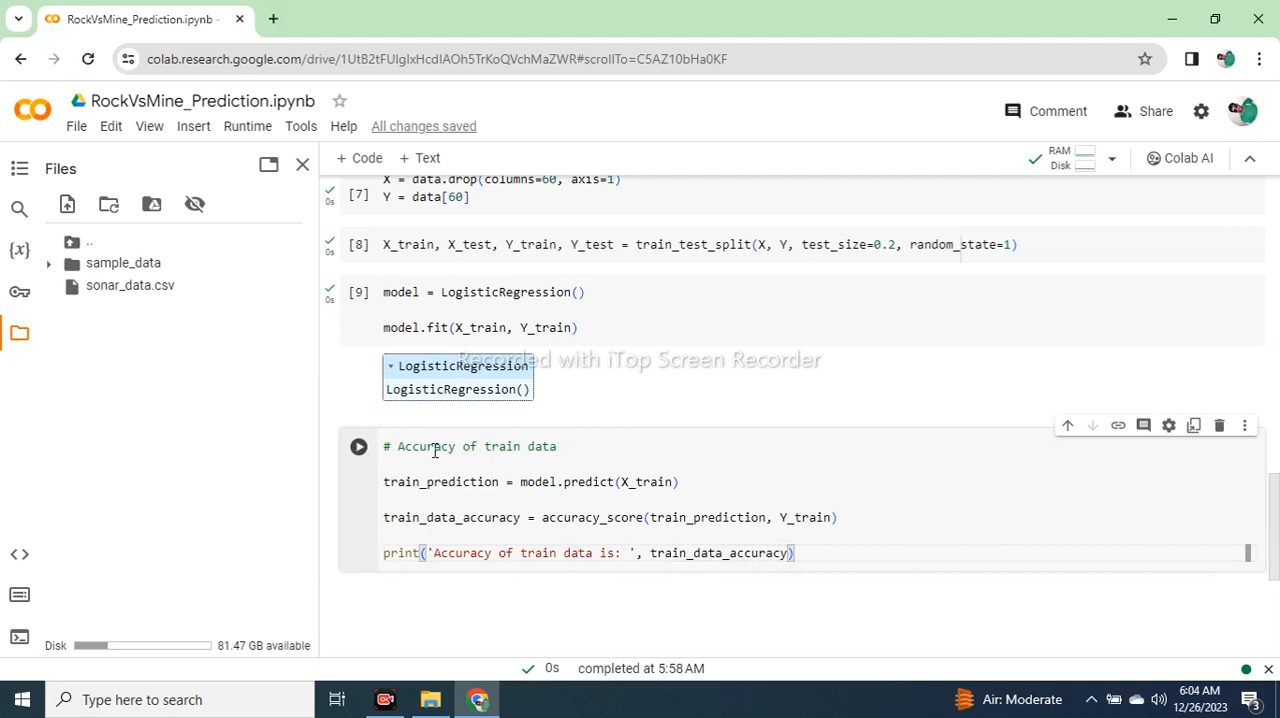 RockVsMine_Prediction.ipynb -
colab.research.google.com/drive/1UtB2tFUIgIxHcdIAOh5TrKoQVchMaZWR#scrollTo=C5AZ10bHa0KF
RockVsMine_Prediction.ipynb
File Edit View Insert Runtime Tools Help All changes saved
Comment Share
Files
+ Code + Text
RAM
Disk
Colab AI
..
sample_data
sonar_data.csv
[7] X = data.drop(columns=60, axis=1)
0s Y = data[60]
[8] X_train, X_test, Y_train, Y_test = train_test_split(X, Y, test_size=0.2, random_state=1)
0s
[9] model = LogisticRegression()
0s
model.fit(X_train, Y_train)
Recorded with iTop Screen Recorder
LogisticRegression
LogisticRegression()
# Accuracy of train data
train_prediction = model.predict(X_train)
train_data_accuracy = accuracy_score(train_prediction, Y_train)
print('Accuracy of train data is: ', train_data_accuracy)
{x}
Disk 81.47 GB available
0s completed at 5:58 AM
Type here to search
Air: Moderate
6:04 AM
12/26/2023
3